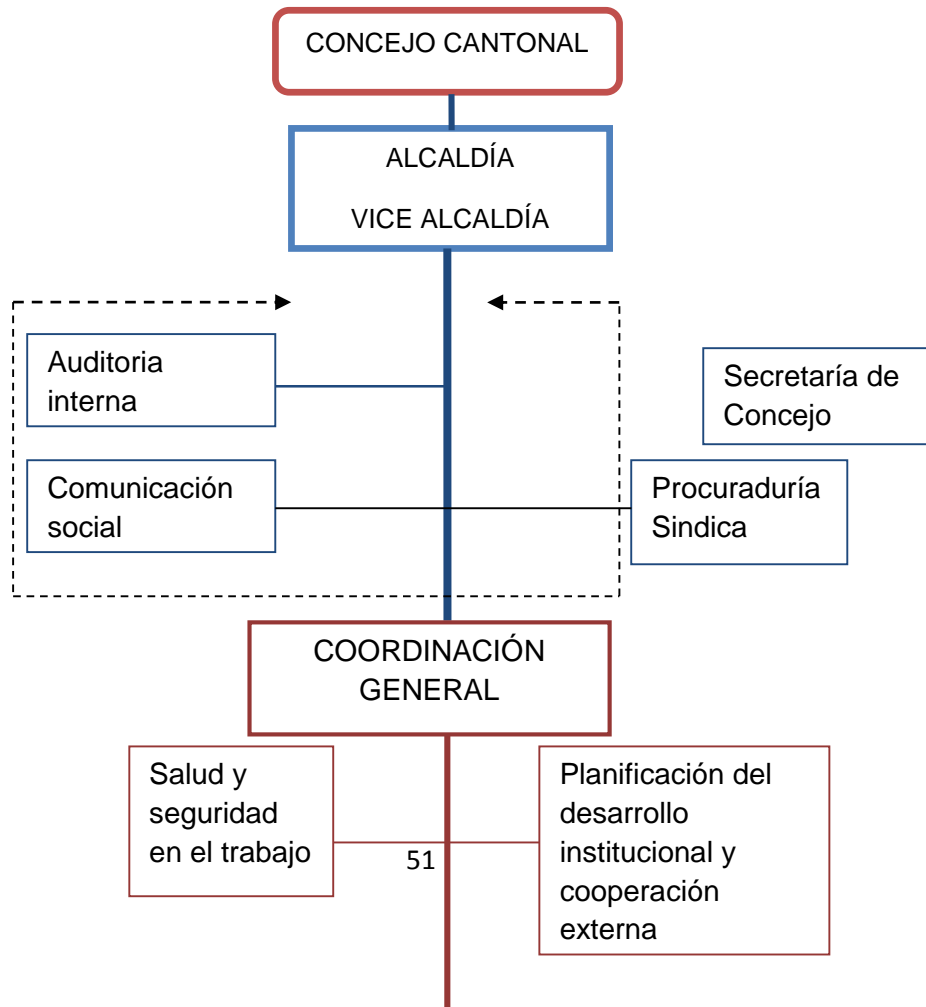 CONCEJO CANTONAL
ALCALDÍA
VICE ALCALDÍA
Auditoria
interna
Secretaría de
Concejo
Comunicación
social
Procuraduría
Sindica
COORDINACIÓN
GENERAL
Salud y
seguridad
en el trabajo
51
Planificación del
desarrollo
institucional y
cooperación
externa